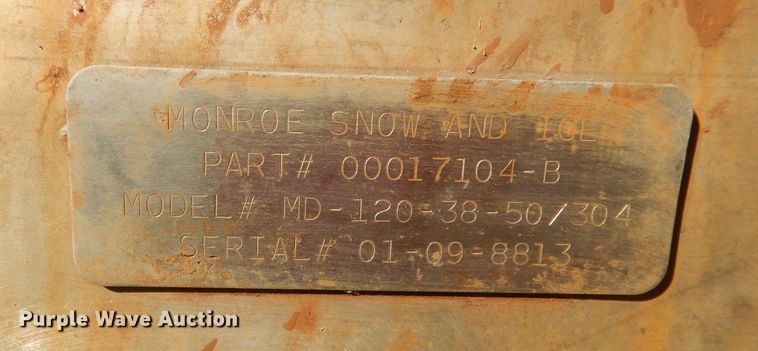 MONROE SNOW AND ICE
PART# 00017104-B
MODEL# MD-120-38-50/304
SERIAL# 01-09-8813
Purple Wave Auction